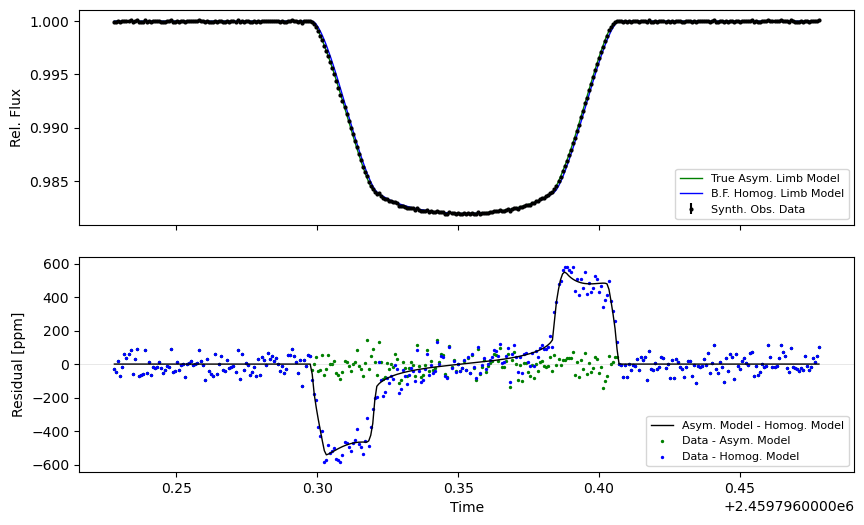 1.000
0.995
0.990
0.985
Rel. Flux
True Asym. Limb Model
B.F. Homog. Limb Model
Synth. Obs. Data
600
400
200
0
−200
−400
−600
Residual [ppm]
Asym. Model - Homog. Model
Data - Asym. Model
Data - Homog. Model
0.25 0.30 0.35 0.40 0.45
Time
+2.4597960000e6